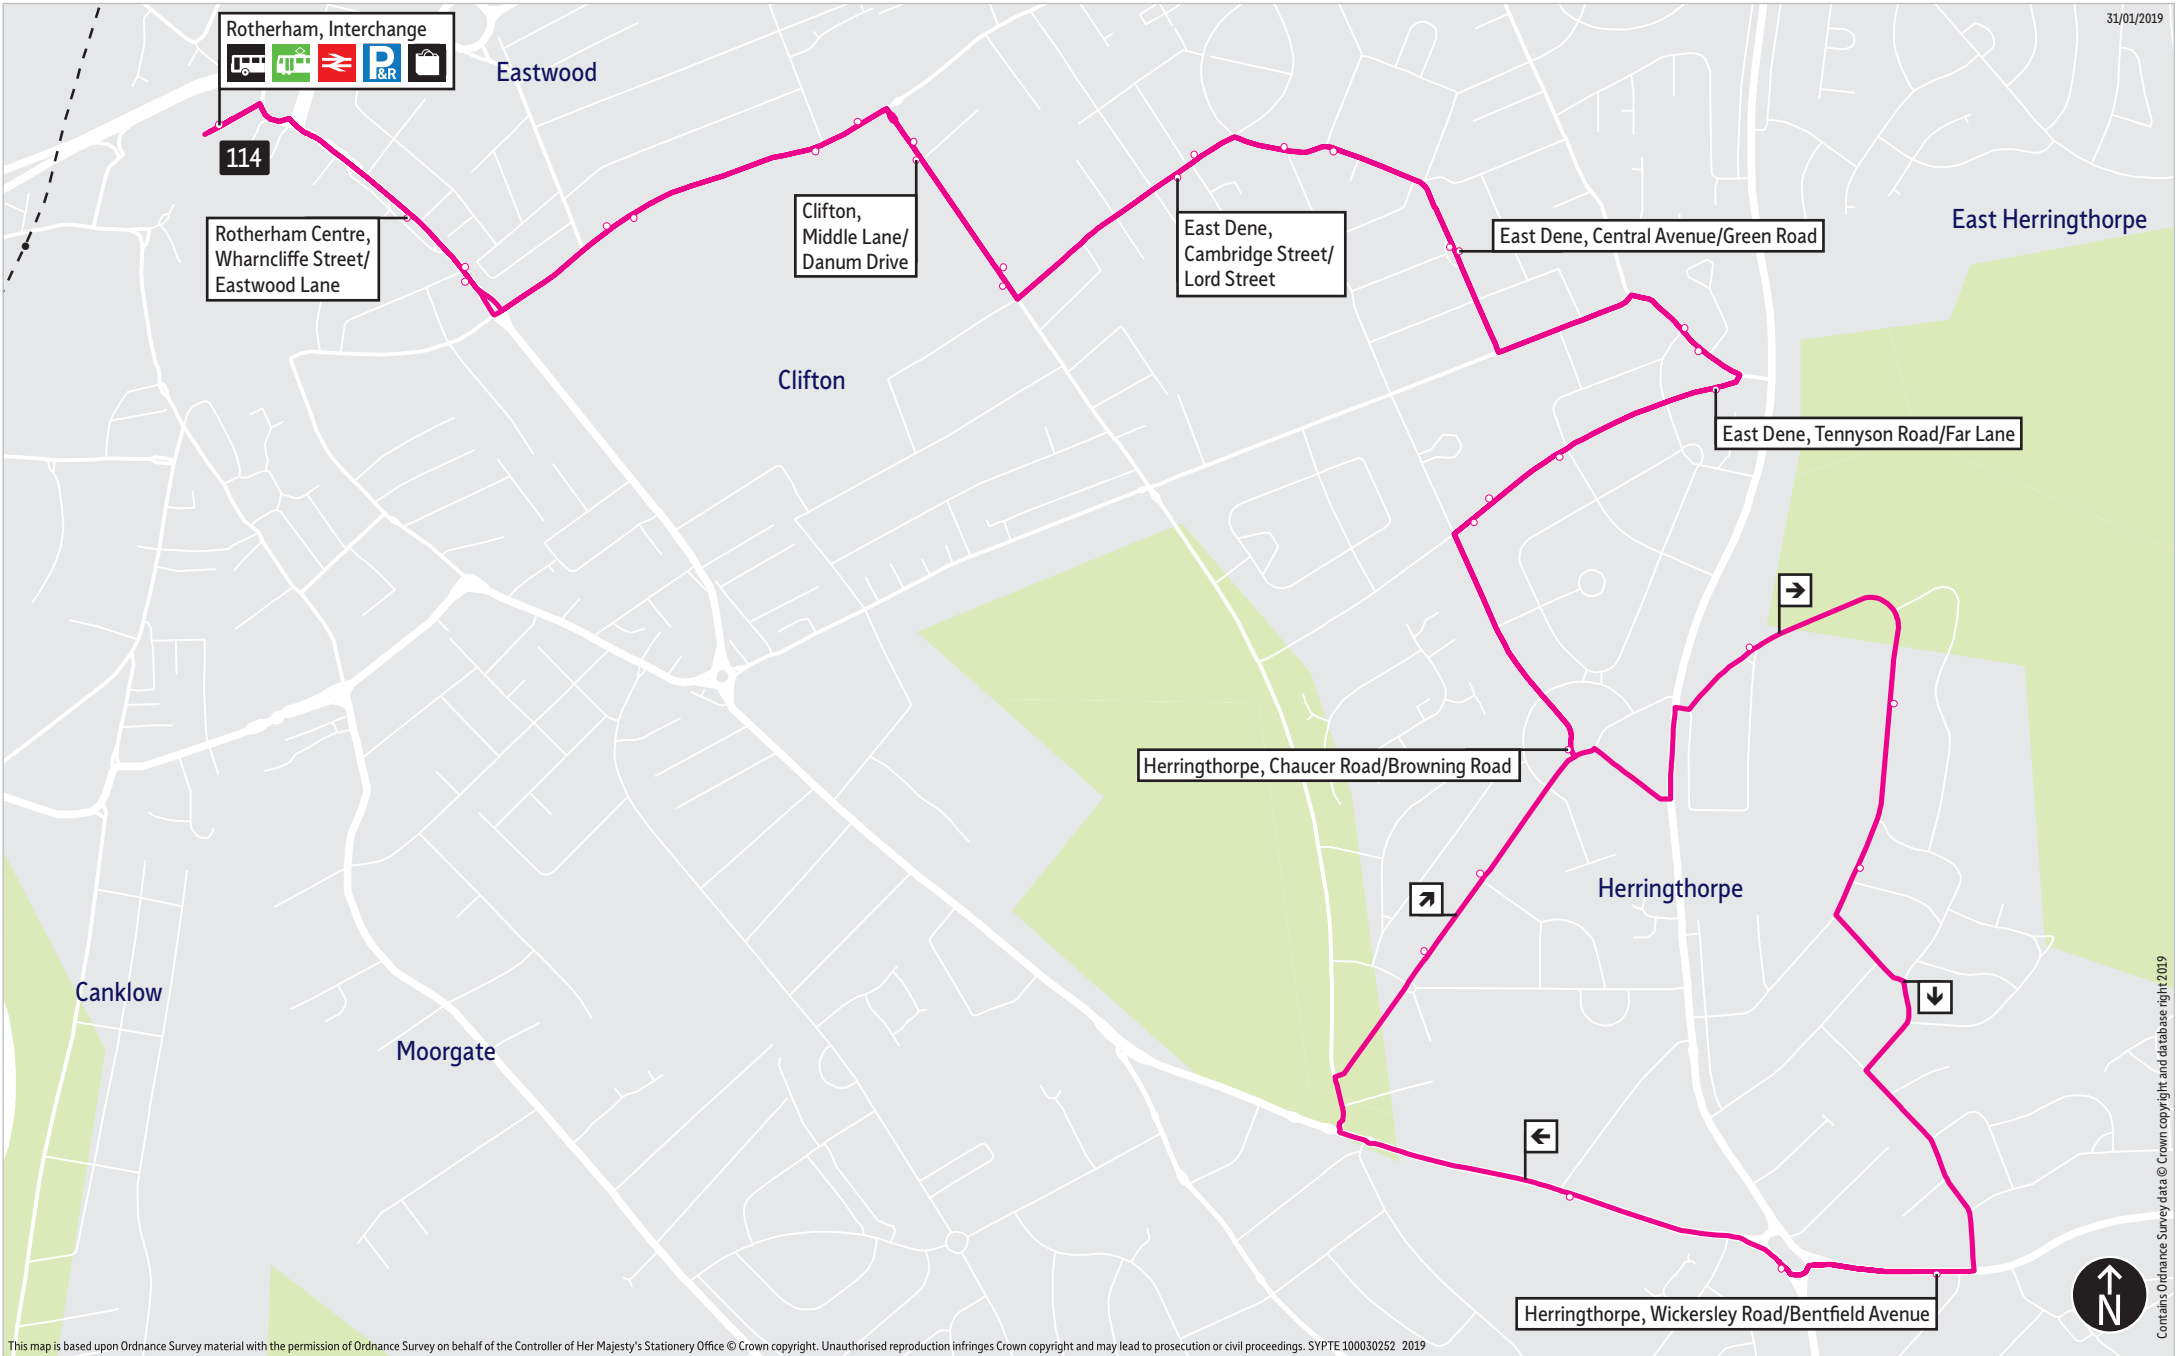 31/01/2019
Rotherham, Interchange
P
&R
Eastwood
114
Rotherham Centre,
Wharncliffe Street/
Eastwood Lane
Clifton,
Middle Lane/
Danum Drive
East Dene,
Cambridge Street/
Lord Street
East Dene, Central Avenue/Green Road
East Herringthorpe
Clifton
East Dene, Tennyson Road/Far Lane
Herringthorpe, Chaucer Road/Browning Road
Herringthorpe
Canklow
Moorgate
Herringthorpe, Wickersley Road/Bentfield Avenue
N
Contains Ordnance Survey data © Crown copyright and database right 2019
This map is based upon Ordnance Survey material with the permission of Ordnance Survey on behalf of the Controller of Her Majesty's Stationery Office © Crown copyright. Unauthorised reproduction infringes Crown copyright and may lead to prosecution or civil proceedings. SYPTE 100030252 2019